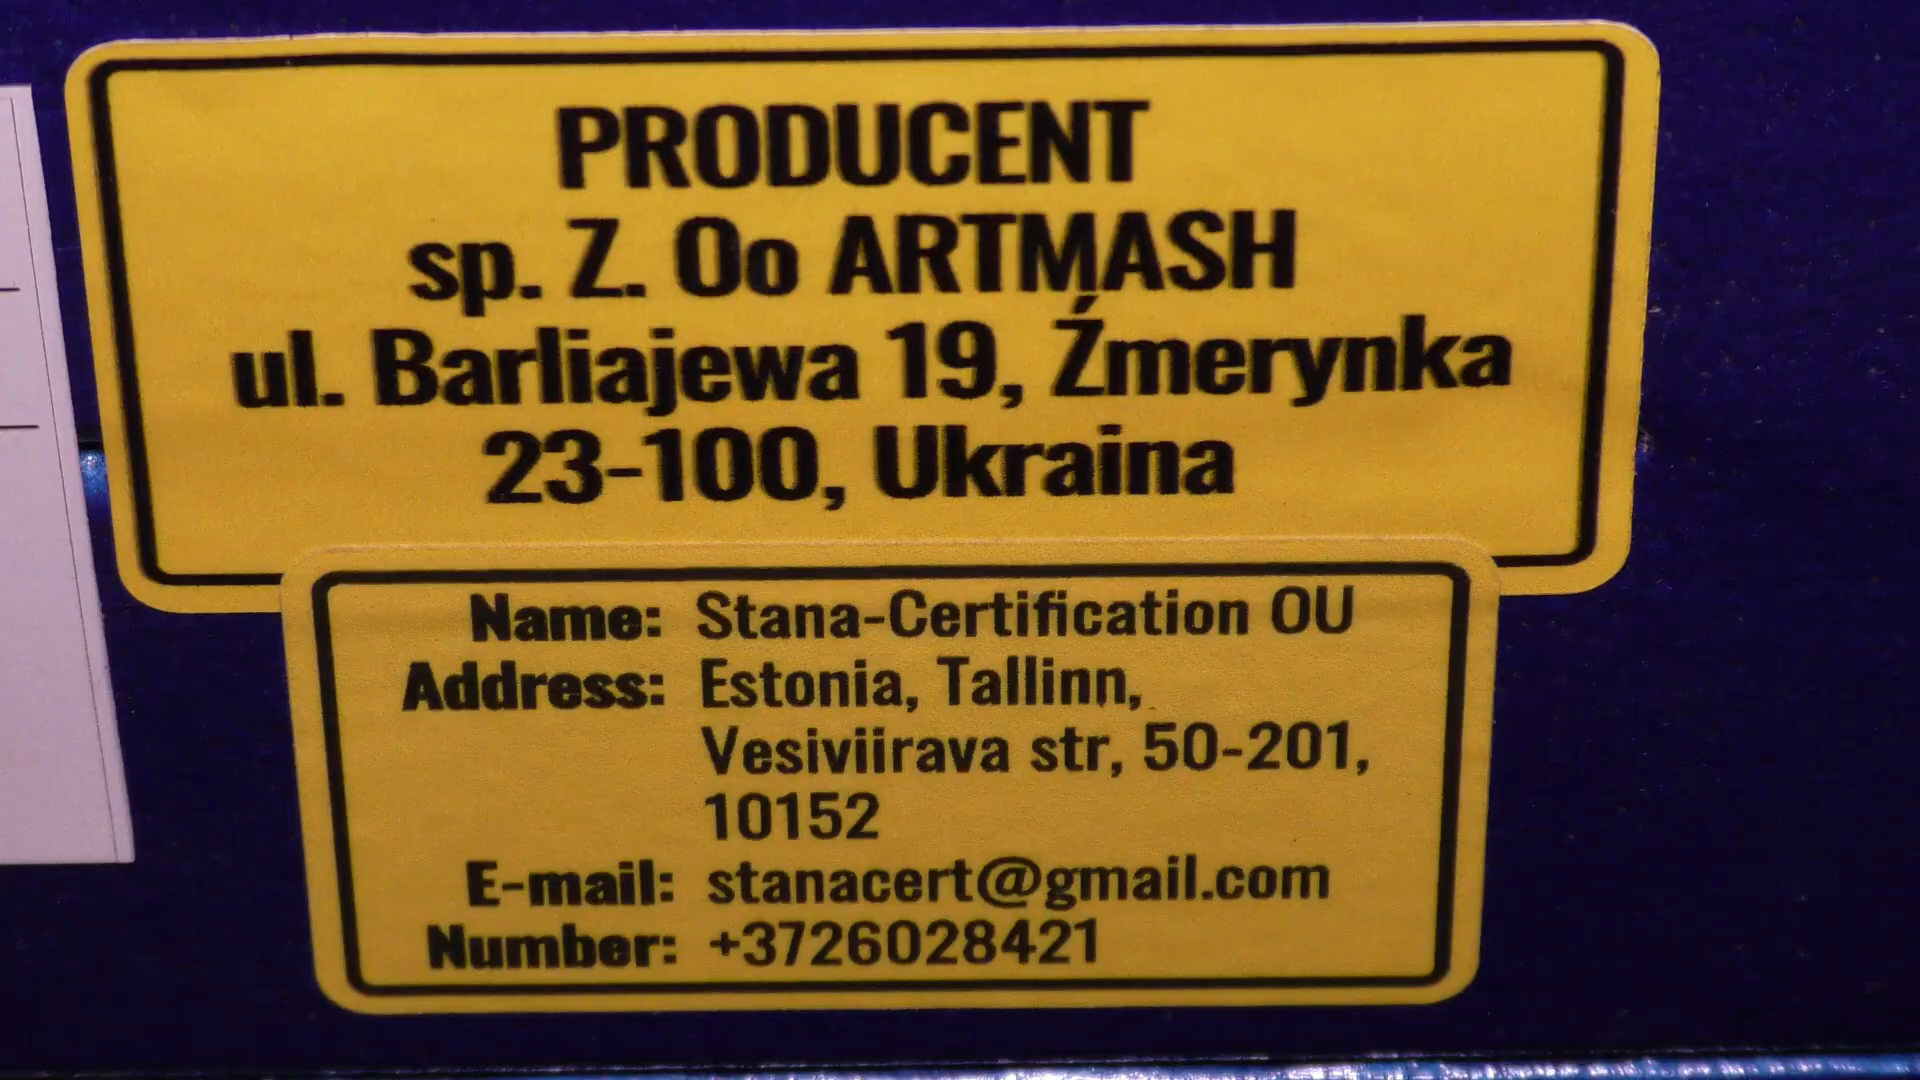 PRODUCENT
sp. Z. Oo ARTMASH
ul. Barliajewa 19, Źmerynka
23-100, Ukraina
Name: Stana-Certification OU
Address: Estonia, Tallinn,
Vesiviirava str, 50-201,
10152
E-mail: stanacert@gmail.com
Number: +3726028421